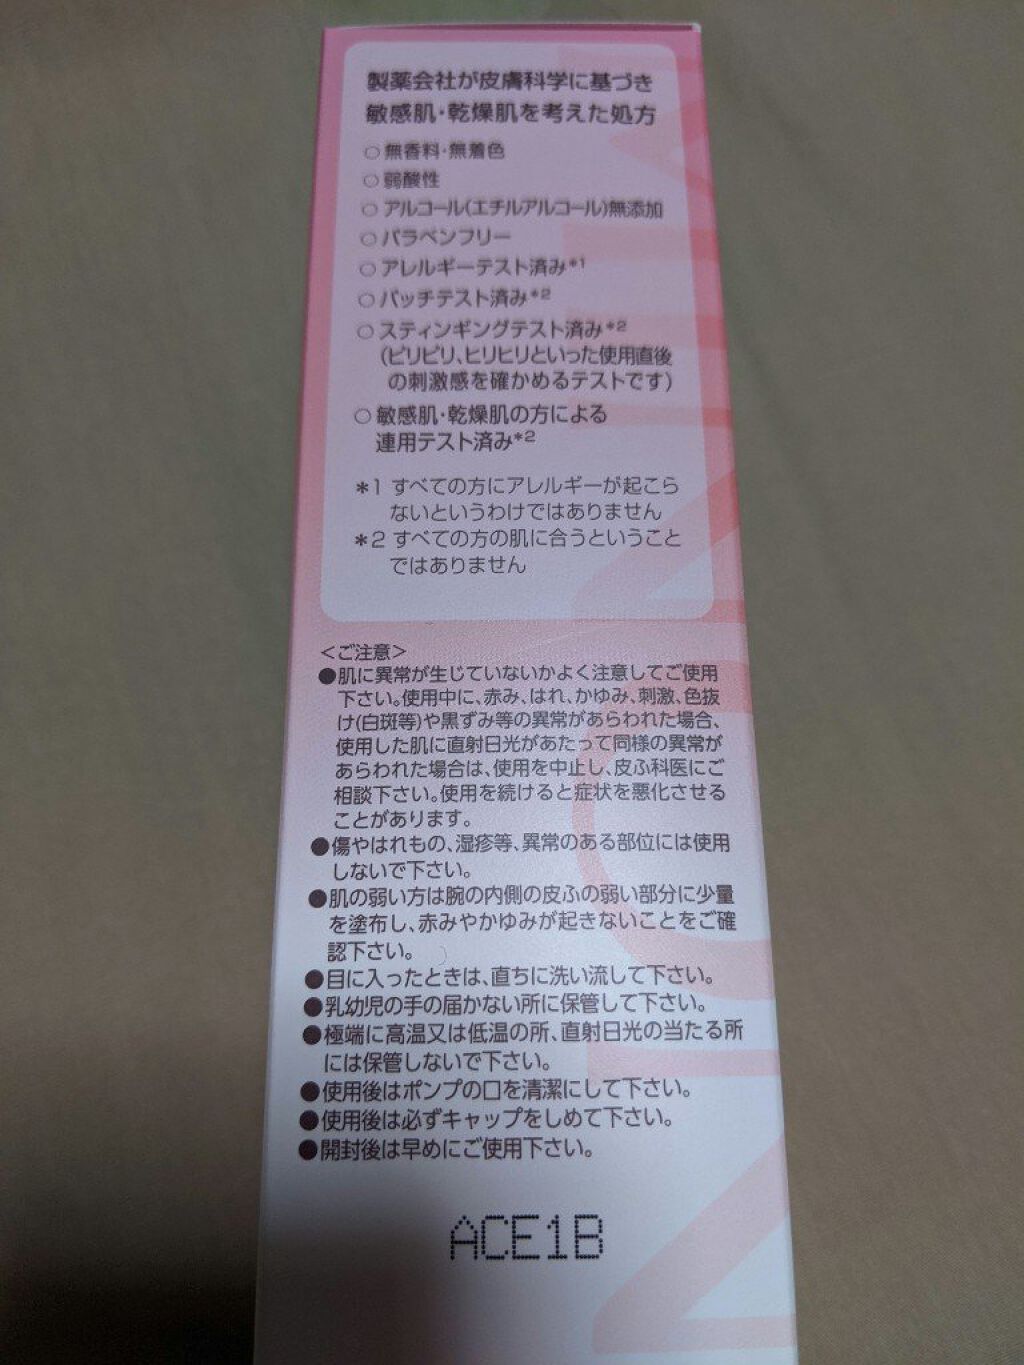 製薬会社が皮膚科学に基づき
敏感肌・乾燥肌を考えた処方
○無香料・無着色
○弱酸性
○アルコール(エチルアルコール)無添加
○パラベンフリー
○アレルギーテスト済み*1
○パッチテスト済み*2
○スティンギングテスト済み*2
(ピリピリ、ヒリヒリといった使用直後
の刺激感を確かめるテストです)
○敏感肌・乾燥肌の方による
連用テスト済み*2
*1 すべての方にアレルギーが起こら
ないというわけではありません
*2 すべての方の肌に合うということ
ではありません
<ご注意>
●肌に異常が生じていないかよく注意してご使用
下さい。使用中に、赤み、はれ、かゆみ、刺激、色抜
け(白斑等)や黒ずみ等の異常があらわれた場合、
使用した肌に直射日光があたって同様の異常が
あらわれた場合は、使用を中止し、皮ふ科医にご
相談下さい。使用を続けると症状を悪化させる
ことがあります。
●傷やはれもの、湿疹等、異常のある部位には使用
しないで下さい。
●肌の弱い方は腕の内側の皮ふの弱い部分に少量
を塗布し、赤みやかゆみが起きないことをご確
認下さい。
●目に入ったときは、直ちに洗い流して下さい。
●乳幼児の手の届かない所に保管して下さい。
●極端に高温又は低温の所、直射日光の当たる所
には保管しないで下さい。
●使用後はポンプの口を清潔にして下さい。
●使用後は必ずキャップをしめて下さい。
●開封後は早めにご使用下さい。
ACE1B